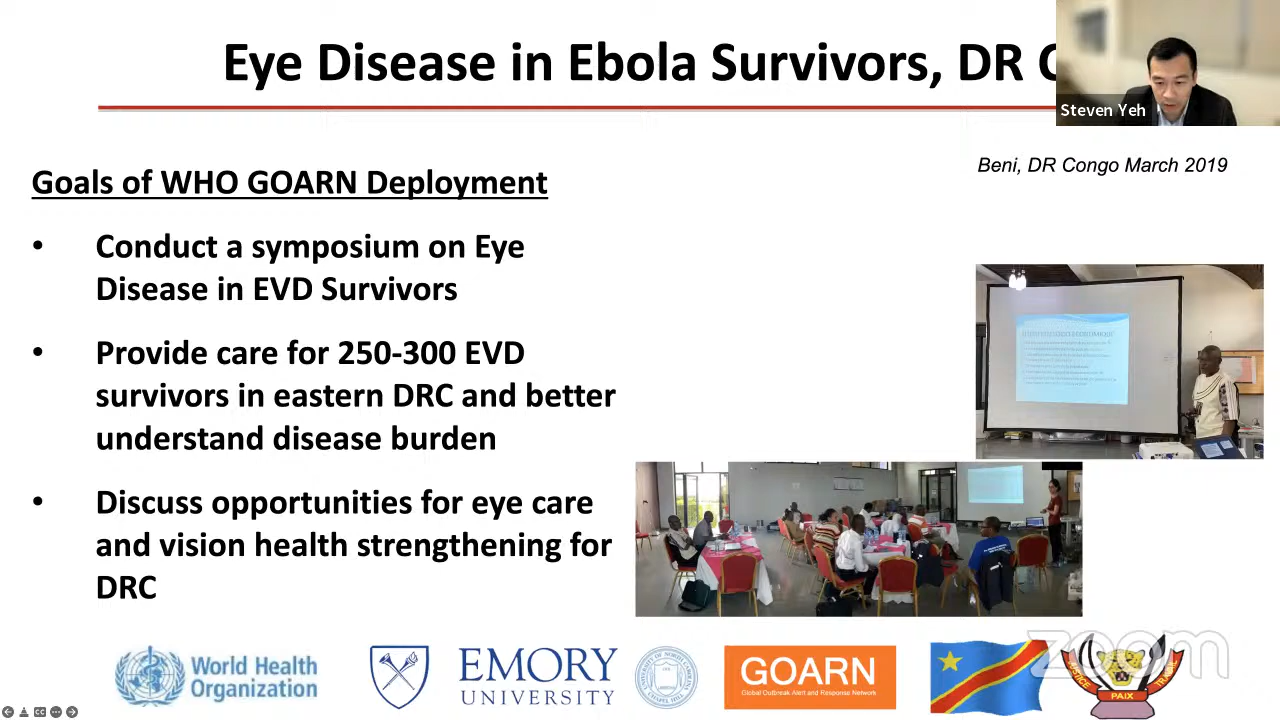 Eye Disease in Ebola Survivors, DR
Steven Yeh
Beni, DR Congo March 2019
Goals of WHO GOARN Deployment
• Conduct a symposium on Eye
Disease in EVD Survivors
• Provide care for 250-300 EVD
survivors in eastern DRC and better
understand disease burden
• Discuss opportunities for eye care
and vision health strengthening for
DRC
World Health
Organization
EMORY
UNIVERSITY
GOARN
Global Outbreak Alert and Response Network
zoom
JUSTICE
PAIX
TRAVAIL
CC